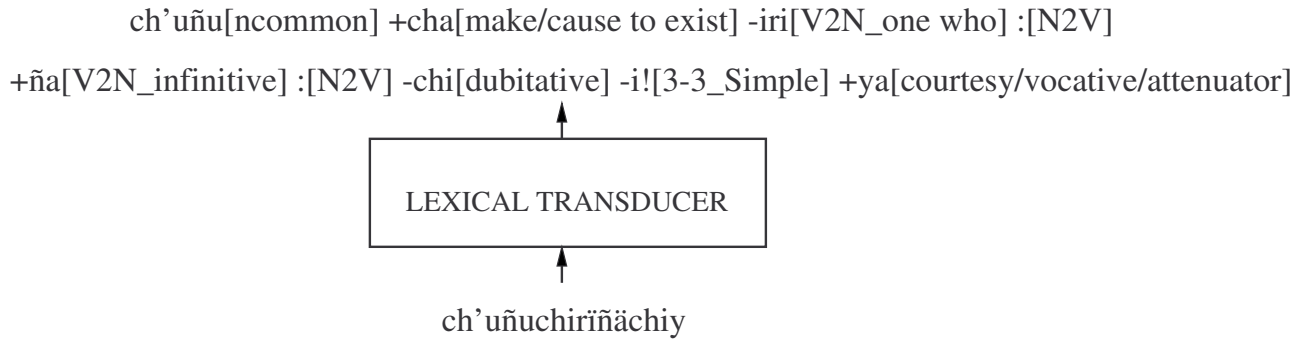 ch’uñu[ncommon] +cha[make/cause to exist] -iri[V2N_one who] :[N2V]
+ña[V2N_infinitive] :[N2V] -chi[dubitative] -i![3-3_Simple] +ya[courtesy/vocative/attenuator]
LEXICAL TRANSDUCER
ch’uñuchirïñächiy